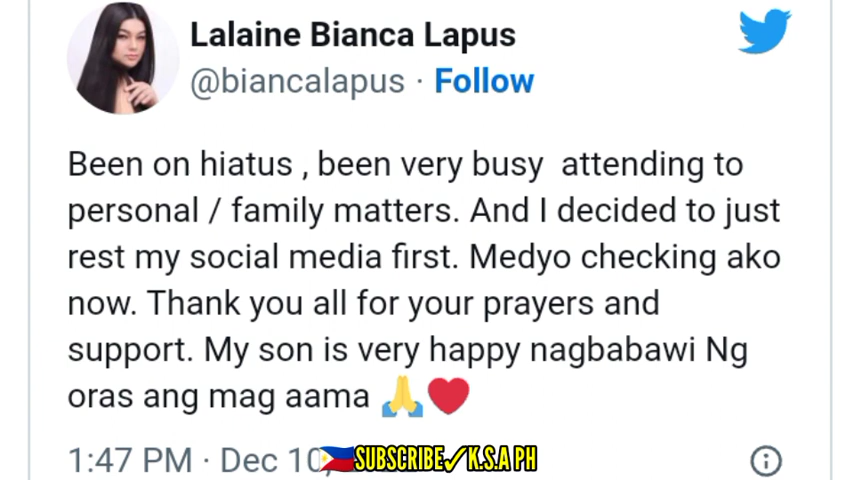 Lalaine Bianca Lapus
@biancalapus · Follow
Been on hiatus , been very busy  attending to
personal / family matters. And I decided to just
rest my social media first. Medyo checking ako
now. Thank you all for your prayers and
support. My son is very happy nagbabawi Ng
oras ang mag aama 🙏❤️
1:47 PM · Dec 10,
SUBSCRIBE✓K.S.A PH